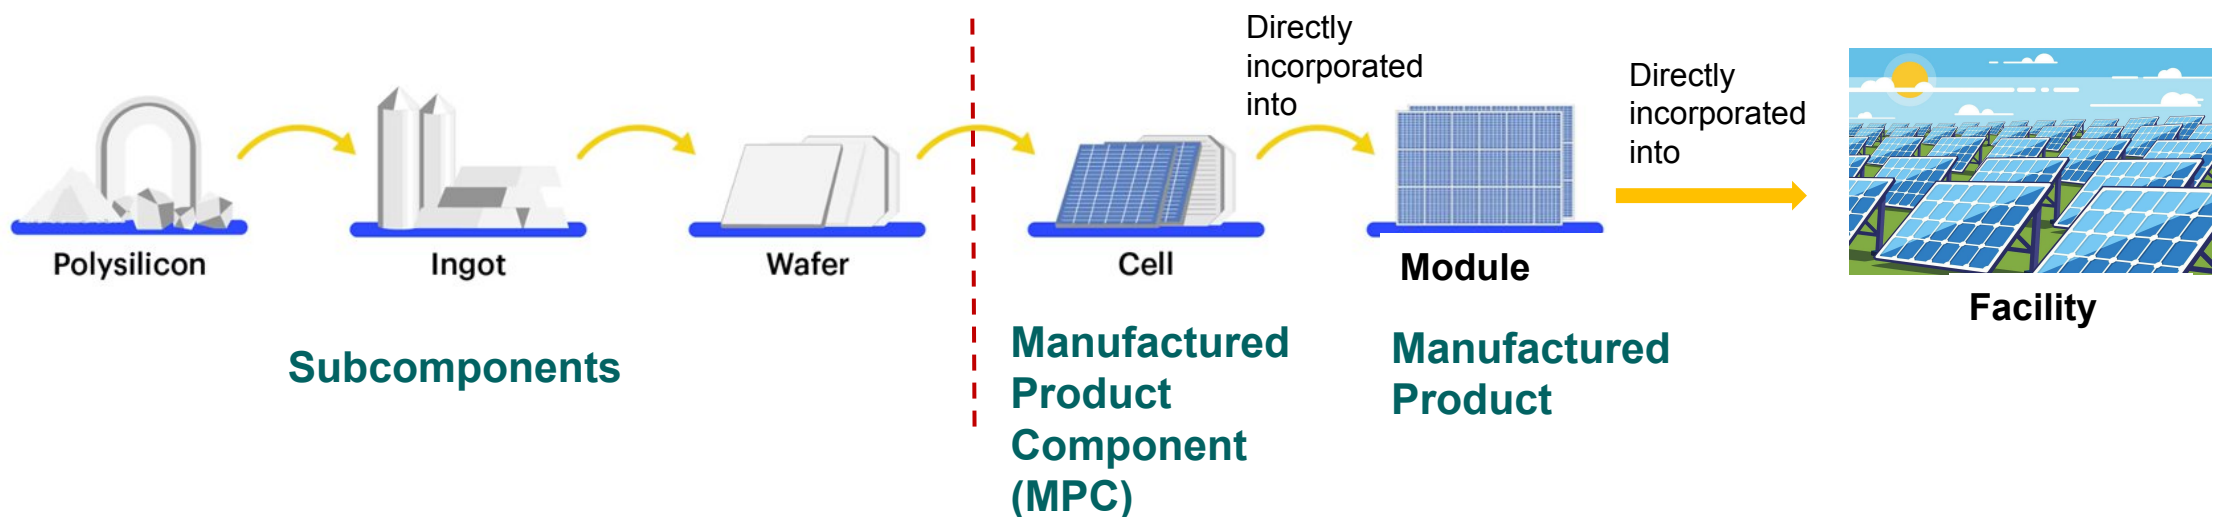 Directly
incorporated
into
Directly
incorporated
into
Polysilicon
Ingot
Wafer
Cell
Module
Facility
Subcomponents
Manufactured
Product
Component
(MPC)
Manufactured
Product